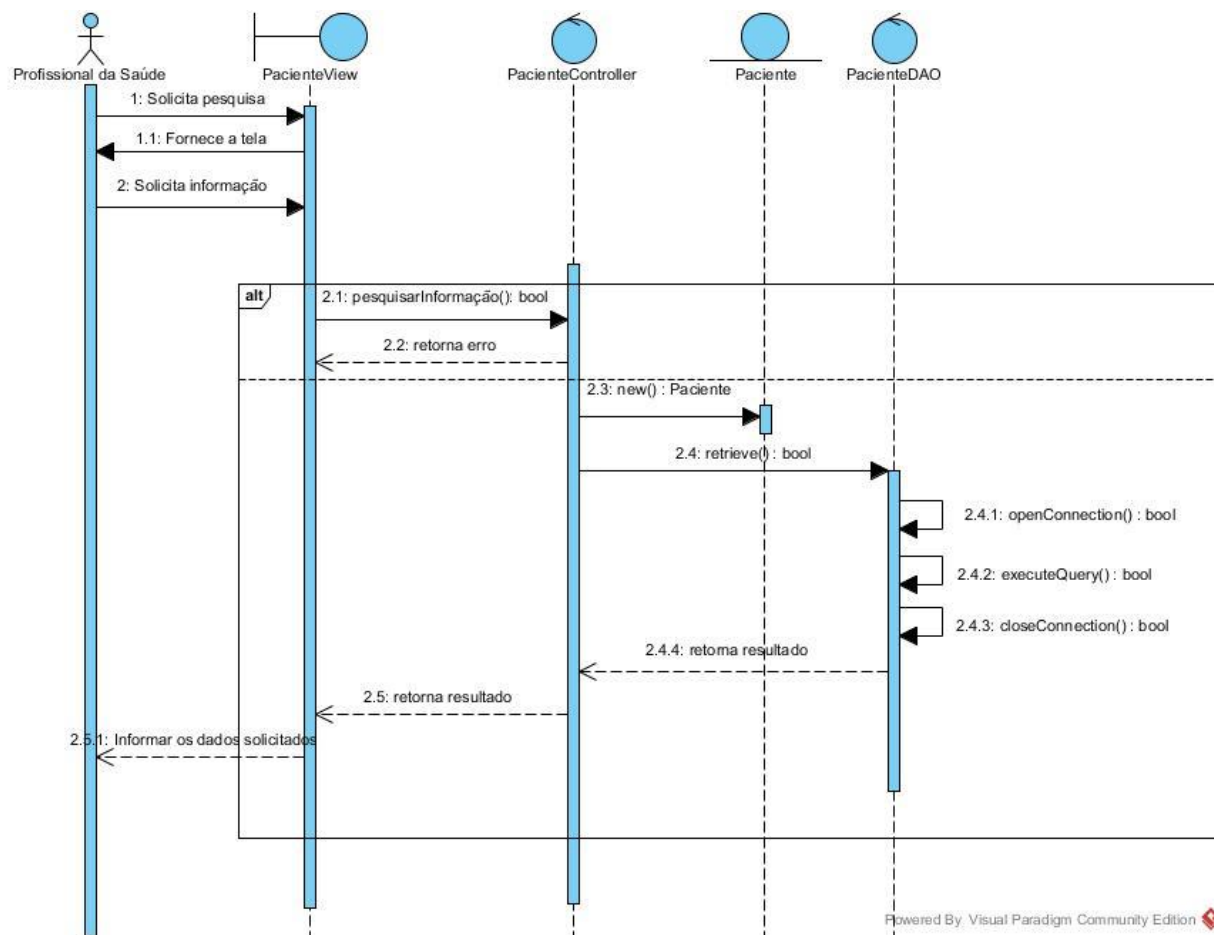 Profissional da Saúde
PacienteView
PacienteController
Paciente
PacienteDAO
1: Solicita pesquisa
1.1: Fornece a tela
2: Solicita informação
alt
2.1: pesquisarInformação(): bool
2.2: retorna erro
2.3: new() : Paciente
2.4: retrieve() : bool
2.4.1: openConnection() : bool
2.4.2: executeQuery() : bool
2.4.3: closeConnection() : bool
2.4.4: retorna resultado
2.5: retorna resultado
2.5.1: Informar os dados solicitados
Powered By Visual Paradigm Community Edition